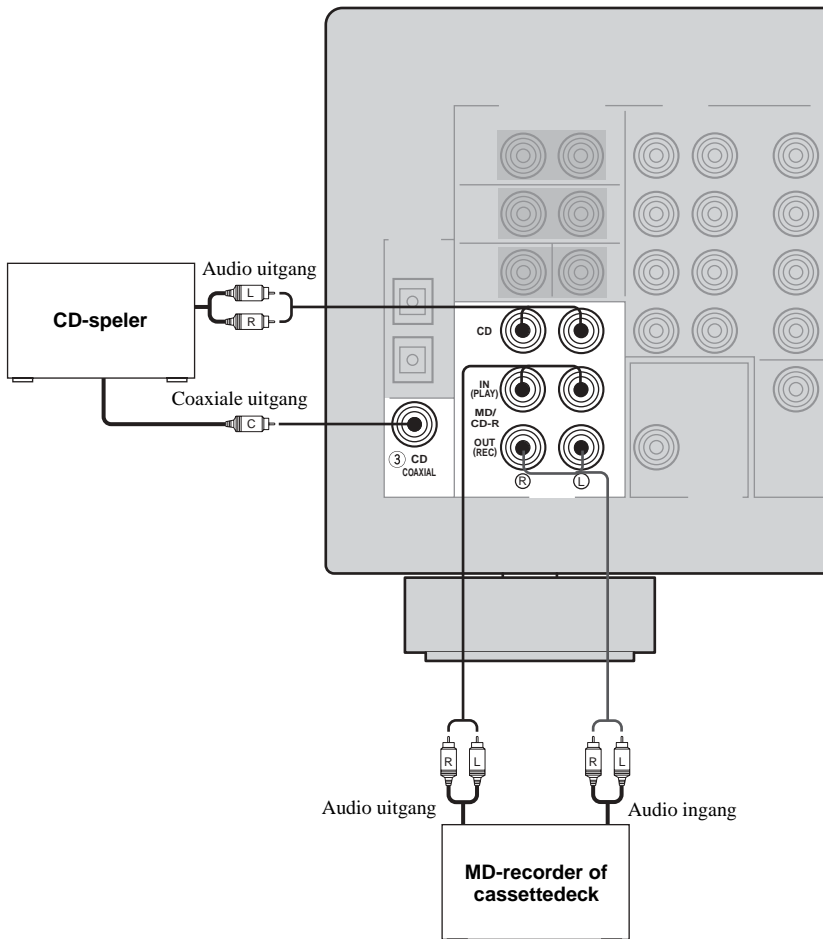 Audio uitgang
L
R
CD-speler
CD
Coaxiale uitgang
C
IN
(PLAY)
MD/
CD-R
OUT
(REC)
③ CD
COAXIAL
R L
R L
R L
Audio uitgang
Audio ingang
MD-recorder of
cassettedeck